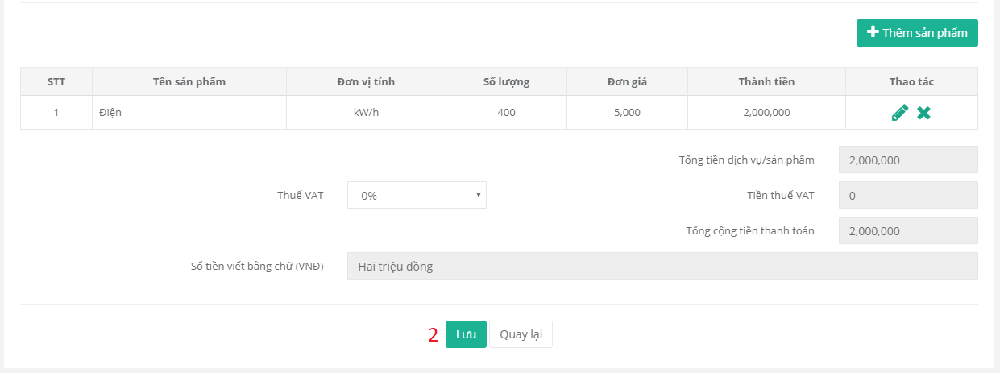 Thêm sản phẩm
STT Tên sản phẩm Đơn vị tính Số lượng Đơn giá Thành tiền Thao tác
1 Điện kW/h 400 5,000 2,000,000
Tổng tiền dịch vụ/sản phẩm 2,000,000
Thuế VAT 0% Tiền thuế VAT 0
Tổng cộng tiền thanh toán 2,000,000
Số tiền viết bằng chữ (VNĐ) Hai triệu đồng
2 Lưu Quay lại